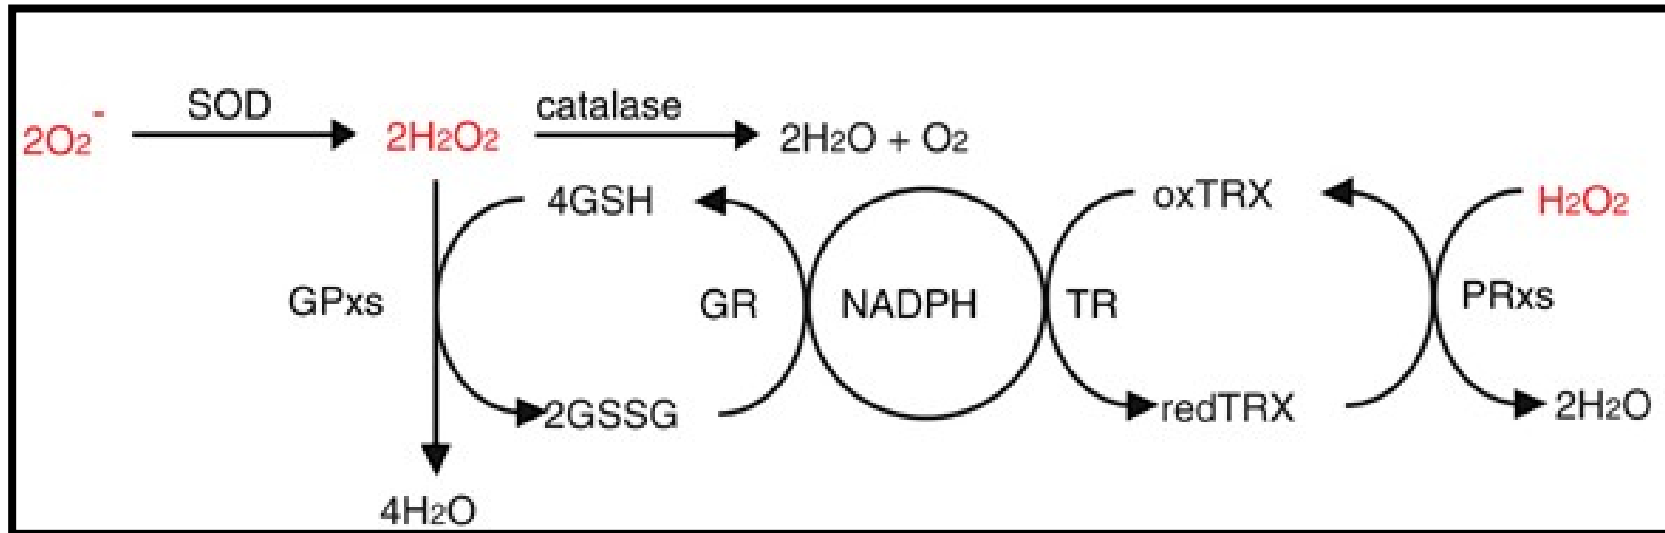 SOD
catalase
2O2-
2H2O2
2H2O + O2
4GSH
oxTRX
H2O2
GPxs
GR
NADPH
TR
PRxs
2GSSG
redTRX
2H2O
4H2O